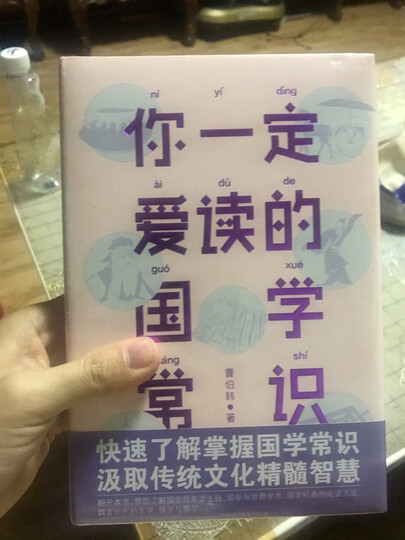 nǐ yí dìng
你一定
ài dú de
爱读的
guó xué
国学
cháng shí
常识
曹伯韩·著
快速了解掌握国学常识
汲取传统文化精髓智慧